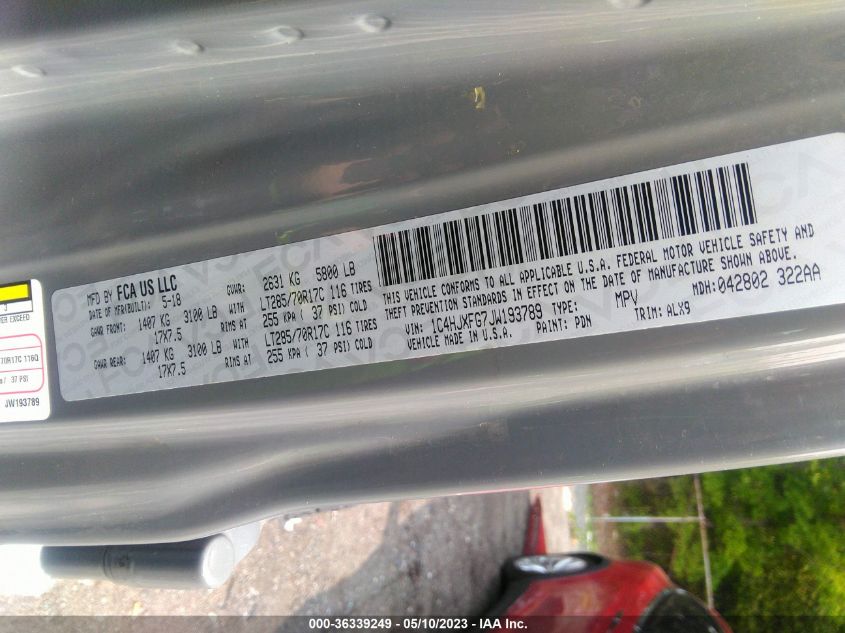 MFD BY FCA US LLC
DATE OF MFR(BUILT): 5-18 GVWR: 2631 KG 5800 LB
GAWR FRONT: 1407 KG 3100 LB WITH LT285/70R17C 116 TIRES
17X7.5 RIMS AT 255 KPA ( 37 PSI) COLD
GAWR REAR: 1407 KG 3100 LB WITH LT285/70R17C 116 TIRES
17X7.5 RIMS AT 255 KPA ( 37 PSI) COLD
THIS VEHICLE CONFORMS TO ALL APPLICABLE U.S.A. FEDERAL MOTOR VEHICLE SAFETY AND
THEFT PREVENTION STANDARDS IN EFFECT ON THE DATE OF MANUFACTURE SHOWN ABOVE.
VIN: 1C4HJXFG7JW193789 TYPE: MPV MDH: 042802 322AA
VEHICLE MADE IN U.S.A. PAINT: PDN TRIM: ALX9
EXCEED
70R17C 116Q
/ 37 PSI
JW193789
000-36339249 - 05/10/2023 - IAA, Inc.